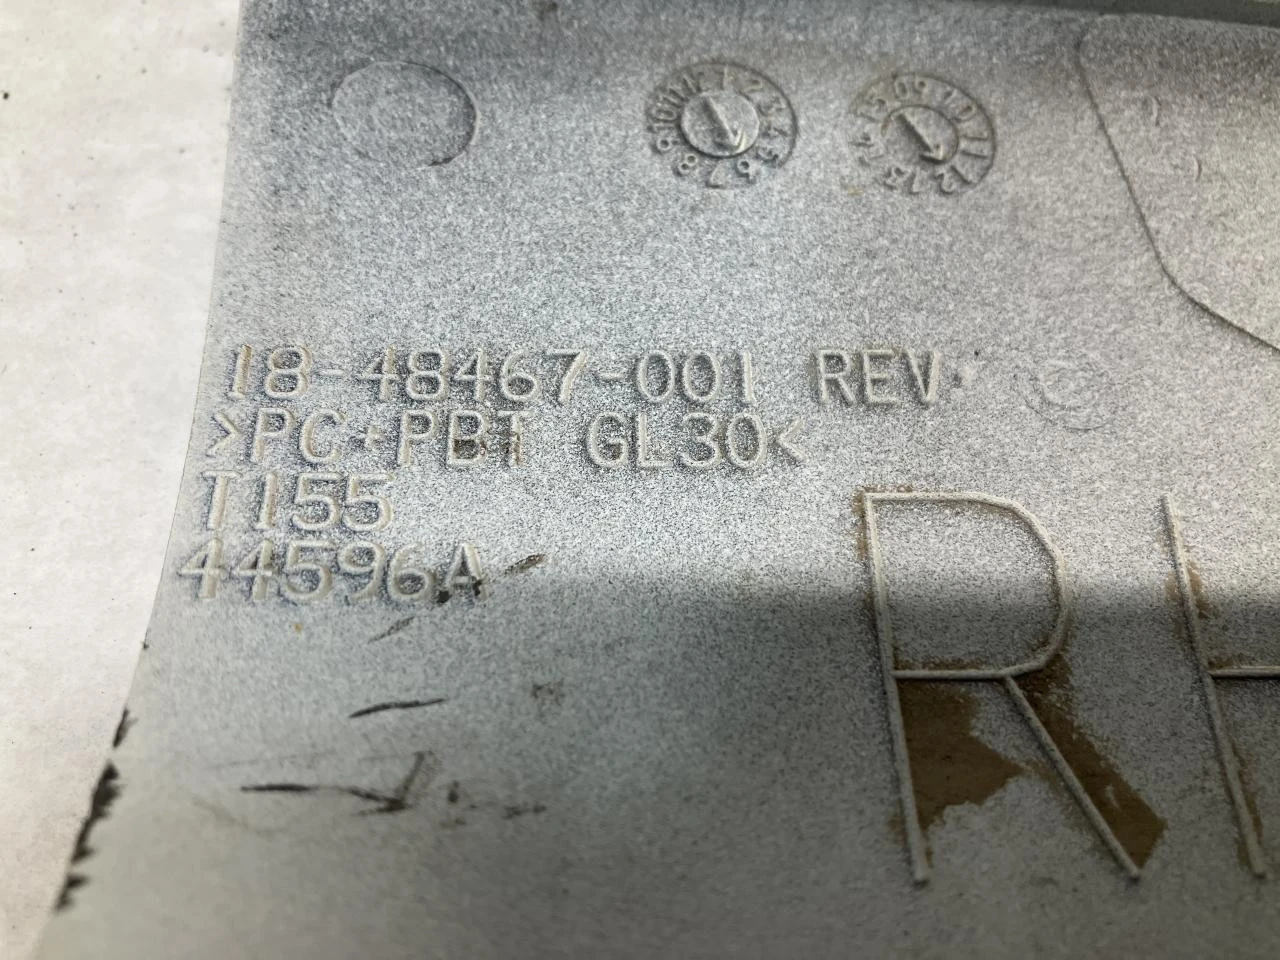 18-48467-001 REV
>PC+PBT GL30<
T155
44596A
RH